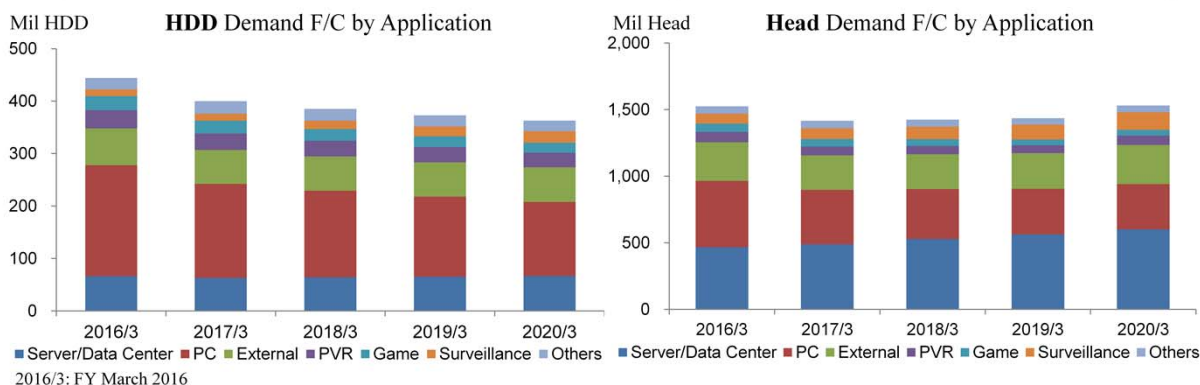 Mil HDD
HDD Demand F/C by Application
500
400
300
200
100
0
2016/3 2017/3 2018/3 2019/3 2020/3
Server/Data Center PC External PVR Game Surveillance Others
2016/3: FY March 2016
Mil Head
Head Demand F/C by Application
2,000
1,500
1,000
500
0
2016/3 2017/3 2018/3 2019/3 2020/3
Server/Data Center PC External PVR Game Surveillance Others